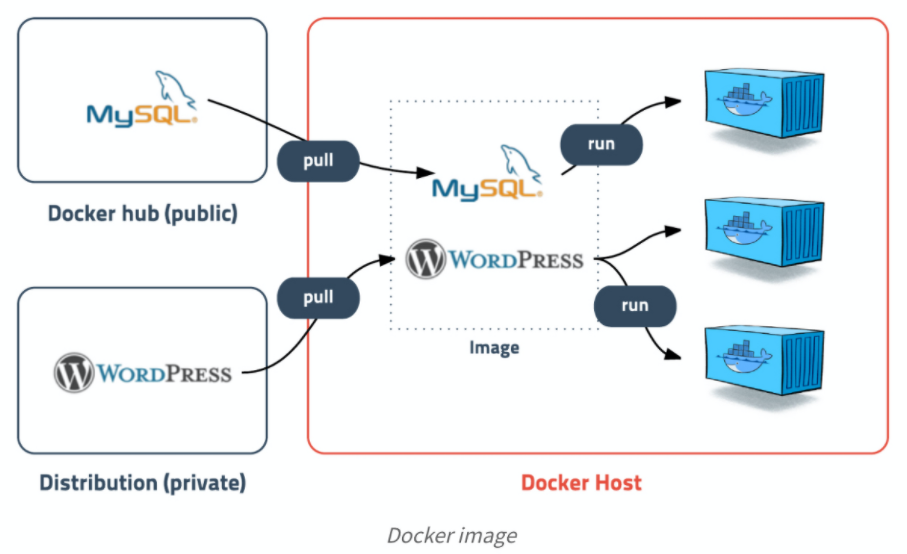 MySQL®
pull
Docker hub (public)
MySQL®
run
WORDPRESS
pull
run
Image
WORDPRESS
Distribution (private)
Docker Host
Docker image